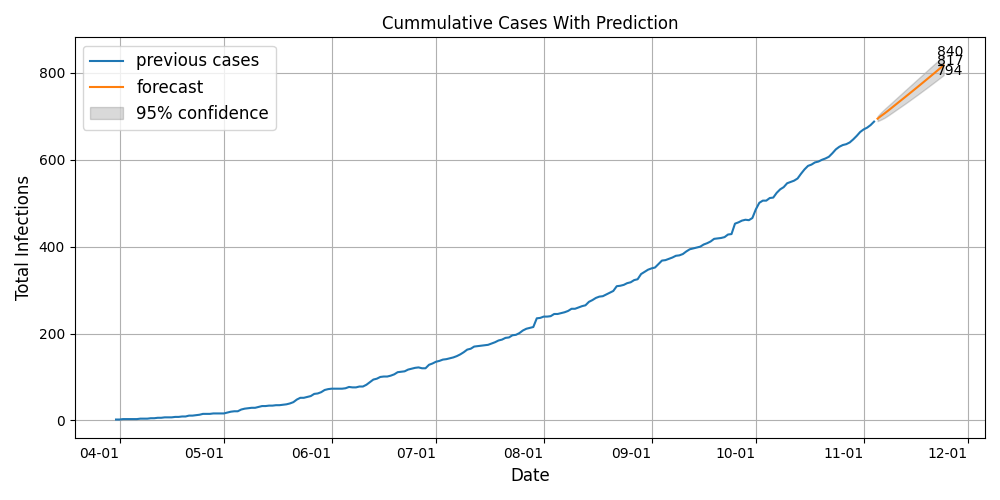 Cummulative Cases With Prediction
previous cases
forecast
95% confidence
840
817
794
800
600
400
200
0
Total Infections
04-01 05-01 06-01 07-01 08-01 09-01 10-01 11-01 12-01
Date